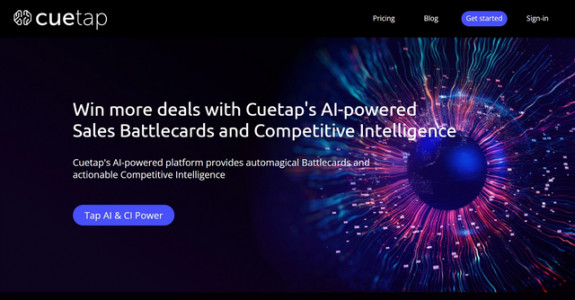 cuetap
Pricing
Blog
Get started
Sign-in
Win more deals with Cuetap's AI-powered
Sales Battlecards and Competitive Intelligence
Cuetap's AI-powered platform provides automagical Battlecards and
actionable Competitive Intelligence
Tap AI & CI Power